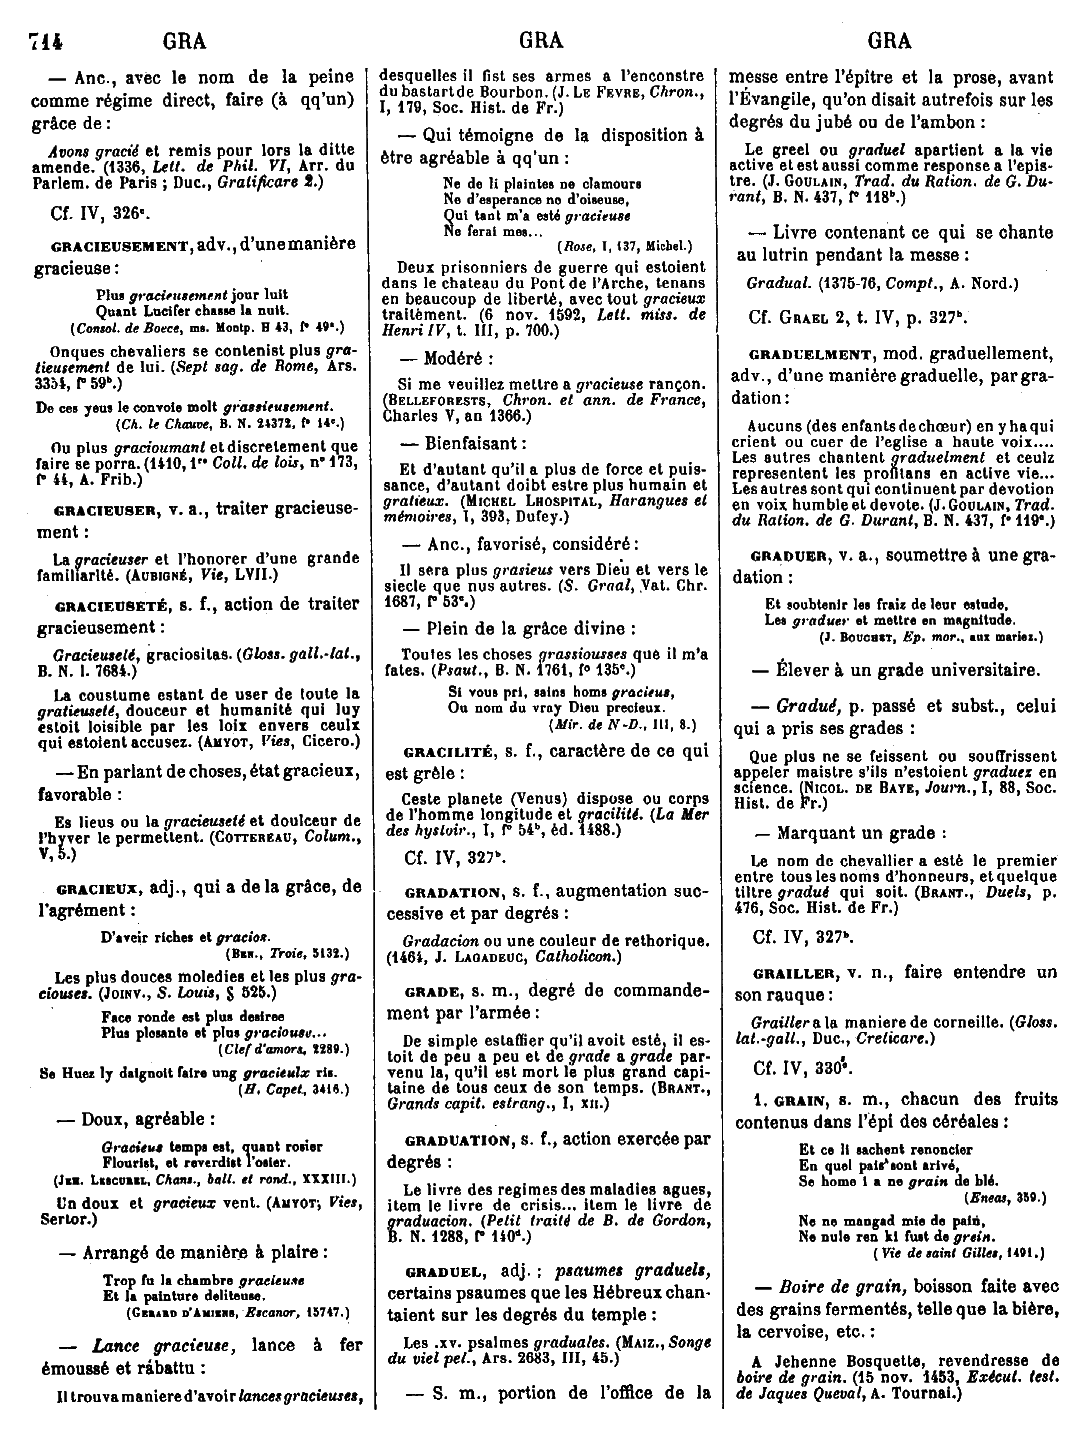 714 GRA GRA GRA
— Anc., avec le nom de la peine
comme régime direct, faire (à qq'un)
grâce de :
Avons gracié et remis pour lors la ditte
amende. (1336, Lett. de Phil. VI, Arr. du
Parlem. de Paris ; Duc., Gratificare 2.)
Cf. IV, 326ᶜ.
GRACIEUSEMENT, adv., d'une manière
gracieuse :
Plus gracieusement jour luit
Quant Lucifer chasse la nuit.
(Consol. de Boece, ms. Montp. H 43, fº 49ᵃ.)
Onques chevaliers se contenist plus gra-
tieusement de lui. (Sept sag. de Rome, Ars.
3354, fº 59ᵇ.)
De ces yeus le convoie molt grassieusement.
(Ch. le Chauve, B. N. 24372, fº 14ᶜ.)
Ou plus gracioumant et discretement que
faire se porra. (1410, 1ʳᵉ Coll. de lois, nº 173,
fº 44, A. Frib.)
GRACIEUSER, v. a., traiter gracieuse-
ment :
La gracieuser et l'honorer d'une grande
familiarité. (AUBIGNÉ, Vie, LVII.)
GRACIEUSETÉ, s. f., action de traiter
gracieusement :
Gracieuseté, graciositas. (Gloss. gall.-lat.,
B. N. l. 7684.)
La coustume estant de user de toute la
gratieuseté, douceur et humanité qui luy
estoit loisible par les loix envers ceulx
qui estoient accusez. (AMYOT, Vies, Cicero.)
— En parlant de choses, état gracieux,
favorable :
Es lieus ou la gracieuseté et doulceur de
l'hyver le permettent. (COTTEREAU, Colum.,
V, 5.)
GRACIEUX, adj., qui a de la grâce, de
l'agrément :
D'aveir riches et gracios.
(BEN., Troie, 5132.)
Les plus douces moledies et les plus gra-
ciouses. (JOINV., S. Louis, § 525.)
Face ronde est plus desiree
Plus plosante et plus graciouse...
(Clef d'amors, 2289.)
Se Huez ly daignoit faire ung gracieulx ris.
(H. Capet, 3416.)
— Doux, agréable :
Gracieus temps est, quant rosier
Flourist, et reverdist l'osier.
(JEH. LESCUREL, Chans., ball. et rond., XXXIII.)
Un doux et gracieux vent. (AMYOT, Vies,
Sertor.)
— Arrangé de manière à plaire :
Trop fu la chambre gracieuse
Et la painture deliteuse.
(GERARD D'AMIENS, Escanor, 15747.)
— Lance gracieuse, lance à fer
émoussé et rabattu :
Il trouva maniere d'avoir lances gracieuses,
desquelles il fist ses armes a l'enconstre
du bastart de Bourbon. (J. LE FEVRE, Chron.,
I, 179, Soc. Hist. de Fr.)
— Qui témoigne de la disposition à
être agréable à qq'un :
Ne de li plaintes ne clamours
Ne d'esperance ne d'oiseuse,
Qui tant m'a esté gracieuse
Ne ferai mes...
(Rose, I, 137, Michel.)
Deux prisonniers de guerre qui estoient
dans le chateau du Pont de l'Arche, tenans
en beaucoup de liberté, avec tout gracieux
traitément. (6 nov. 1592, Lett. miss. de
Henri IV, t. III, p. 700.)
— Modéré :
Si me veuillez mettre a gracieuse rançon.
(BELLEFORESTS, Chron. et ann. de France,
Charles V, an 1366.)
— Bienfaisant :
Et d'autant qu'il a plus de force et puis-
sance, d'autant doibt estre plus humain et
gratieux. (MICHEL LHOSPITAL, Harangues et
mémoires, I, 393, Dufey.)
— Anc., favorisé, considéré :
Il sera plus grasieus vers Dieu et vers le
siecle que nus autres. (S. Graal, Vat. Chr.
1687, fº 53ᶜ.)
— Plein de la grâce divine :
Toutes les choses grassiousses que il m'a
fates. (Psaut., B. N. 1761, fº 135ᶜ.)
Si vous pri, sains homs gracieus,
Ou nom du vray Dieu precieux.
(Mir. de N-D., III, 8.)
GRACILITÉ, s. f., caractère de ce qui
est grêle :
Ceste planete (Venus) dispose ou corps
de l'homme longitude et gracilité. (La Mer
des hystoir., I, fº 54ᵇ, éd. 1488.)
Cf. IV, 327ᵇ.
GRADATION, s. f., augmentation suc-
cessive et par degrés :
Gradacion ou une couleur de rethorique.
(1464, J. LAGADEUC, Catholicon.)
GRADE, s. m., degré de commande-
ment par l'armée :
De simple estaffier qu'il avoit esté, il es-
toit de peu a peu et de grade a grade par-
venu la, qu'il est mort le plus grand capi-
taine de tous ceux de son temps. (BRANT.,
Grands capit. estrang., I, XII.)
GRADUATION, s. f., action exercée par
degrés :
Le livre des regimes des maladies agues,
item le livre de crisis... item le livre de
graduacion. (Petit traité de B. de Gordon,
B. N. 1288, fº 140ᵈ.)
GRADUEL, adj. ; psaumes graduels,
certains psaumes que les Hébreux chan-
taient sur les degrés du temple :
Les .xv. psalmes graduales. (MAIZ., Songe
du viel pel., Ars. 2683, III, 45.)
— S. m., portion de l'office de la
messe entre l'épitre et la prose, avant
l'Évangile, qu'on disait autrefois sur les
degrés du jubé ou de l'ambon :
Le greel ou graduel apartient a la vie
active et est aussi comme response a l'epis-
tre. (J. GOULAIN, Trad. du Ration. de G. Du-
rant, B. N. 437, fº 118ᵇ.)
— Livre contenant ce qui se chante
au lutrin pendant la messe :
Gradual. (1375-76, Compt., A. Nord.)
Cf. GRAEL 2, t. IV, p. 327ᵇ.
GRADUELMENT, mod. graduellement,
adv., d'une manière graduelle, par gra-
dation :
Aucuns (des enfants de chœur) en y ha qui
crient ou cuer de l'eglise a haute voix....
Les autres chantent graduelment et ceulz
representent les profitans en active vie...
Les autres sont qui continuent par devotion
en voix humble et devote. (J. GOULAIN, Trad.
du Ration. de G. Durant, B. N. 437, fº 119ᵃ.)
GRADUER, v. a., soumettre à une gra-
dation :
Et soubtenir les fraiz de leur estude,
Les graduer et mettre en magnitude.
(J. BOUCHET, Ep. mor., aux mariez.)
— Élever à un grade universitaire.
— Gradué, p. passé et subst., celui
qui a pris ses grades :
Que plus ne se feissent ou souffrissent
appeler maistre s'ils n'estoient graduez en
science. (NICOL. DE BAYE, Journ., I, 88, Soc.
Hist. de Fr.)
— Marquant un grade :
Le nom de chevallier a esté le premier
entre tous les noms d'honneurs, et quelque
tiltre gradué qui soit. (BRANT., Duels, p.
476, Soc. Hist. de Fr.)
Cf. IV, 327ᵇ.
GRAILLER, v. n., faire entendre un
son rauque :
Grailler a la maniere de corneille. (Gloss.
lat.-gall., Duc., Creticare.)
Cf. IV, 330ᵇ.
1. GRAIN, s. m., chacun des fruits
contenus dans l'épi des céréales :
Et ce li sachent renoncier
En quel païs sont arivé,
Se home i a ne grain de blé.
(Eneas, 359.)
Ne ne mangad mie de pain,
Ne nule ren ki fust de grein.
(Vie de saint Gilles, 1491.)
— Boire de grain, boisson faite avec
des grains fermentés, telle que la bière,
la cervoise, etc. :
A Jehenne Bosquette, revendresse de
boire de grain. (15 nov. 1453, Exécut. test.
de Jaques Queval, A. Tournai.)